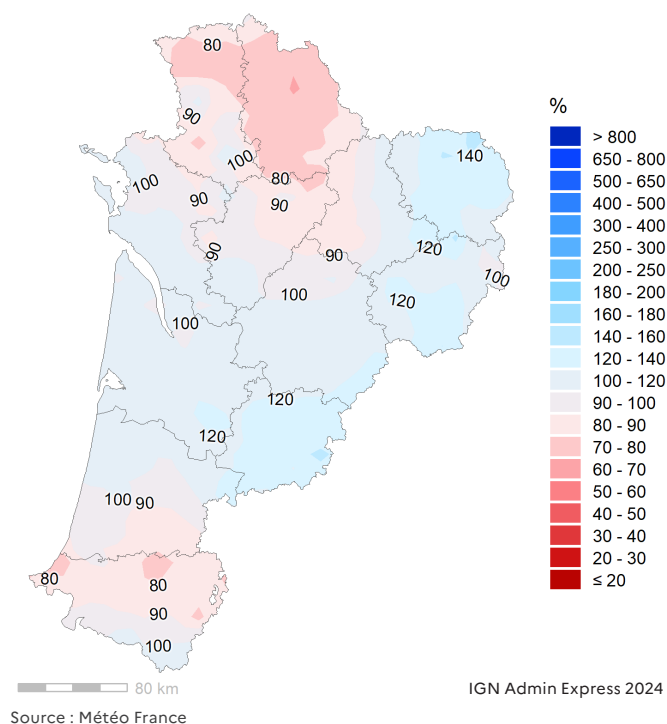 80
90
100
140
100
80
90
90
120
90
90
100
100
120
100
120
120
100 90
80
80
90
100
%
> 800
650 - 800
500 - 650
400 - 500
300 - 400
250 - 300
200 - 250
180 - 200
160 - 180
140 - 160
120 - 140
100 - 120
90 - 100
80 - 90
70 - 80
60 - 70
50 - 60
40 - 50
30 - 40
20 - 30
≤ 20
80 km
IGN Admin Express 2024
Source : Météo France